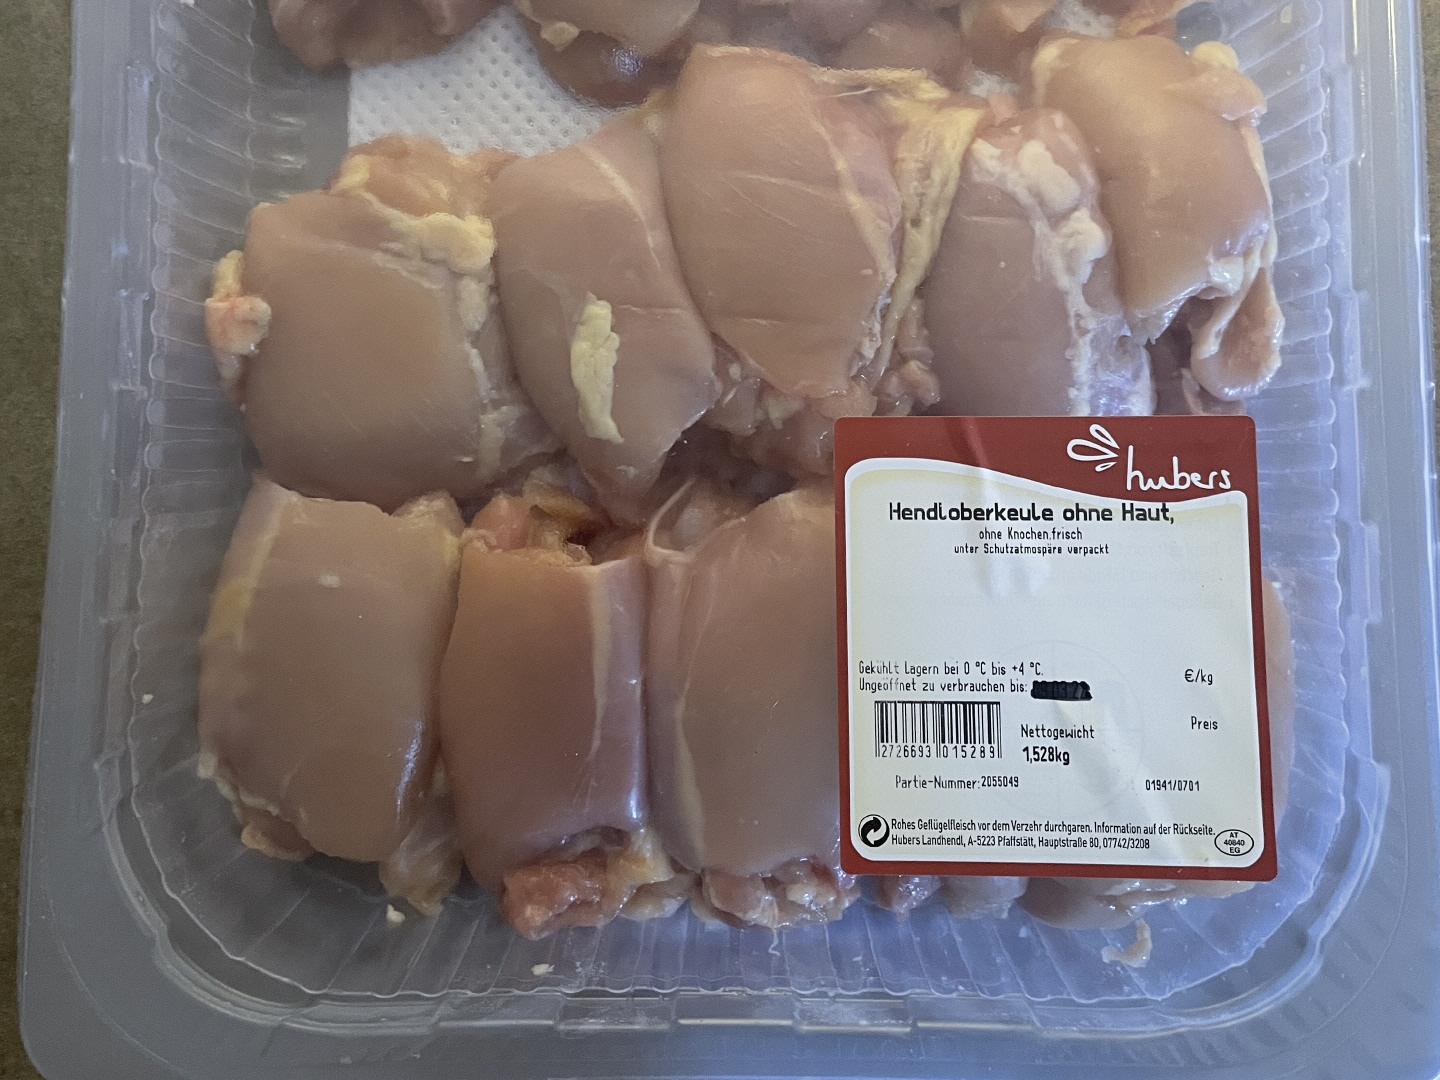 hubers
Hendloberkeule ohne Haut,
ohne Knochen,frisch
unter Schutzatmospäre verpackt
Gekühlt Lagern bei 0 °C bis +4 °C.
Ungeöffnet zu verbrauchen bis:
€/kg
2726693 015289
Nettogewicht
1,528kg
Preis
Partie-Nummer:2055049
01941/0701
Rohes Geflügelfleisch vor dem Verzehr durchgaren. Information auf der Rückseite.
Hubers Landhendl, A-5223 Pfaffstätt, Hauptstraße 80, 07742/3208
AT
40840
EG